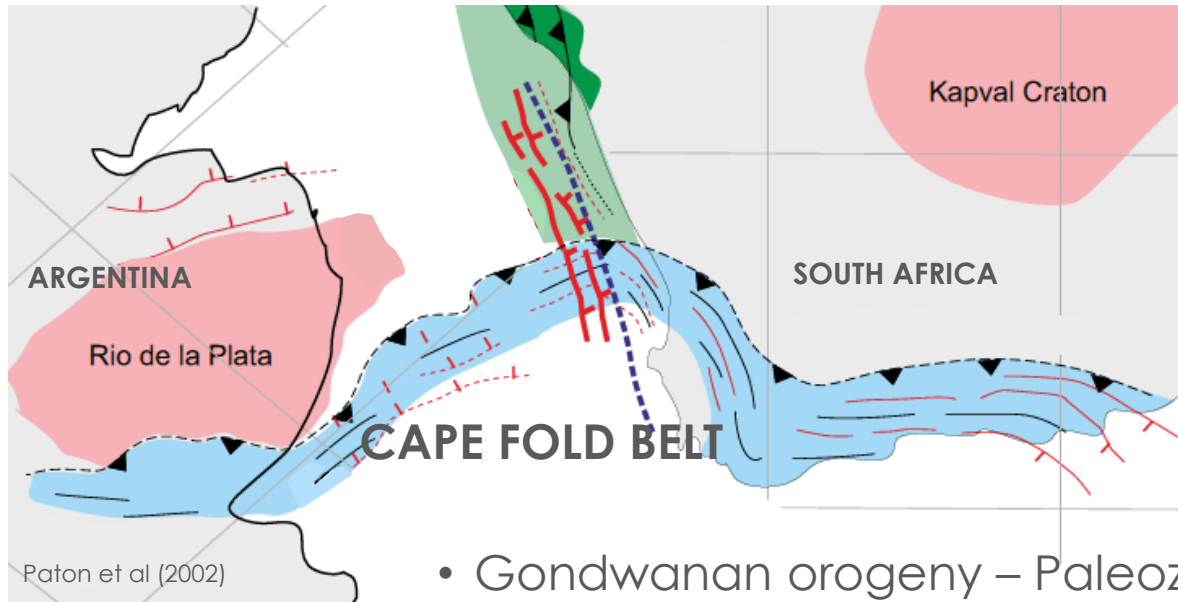 Kapval Craton
ARGENTINA
SOUTH AFRICA
Rio de la Plata
CAPE FOLD BELT
Paton et al (2002)
• Gondwanan orogeny – Paleoz